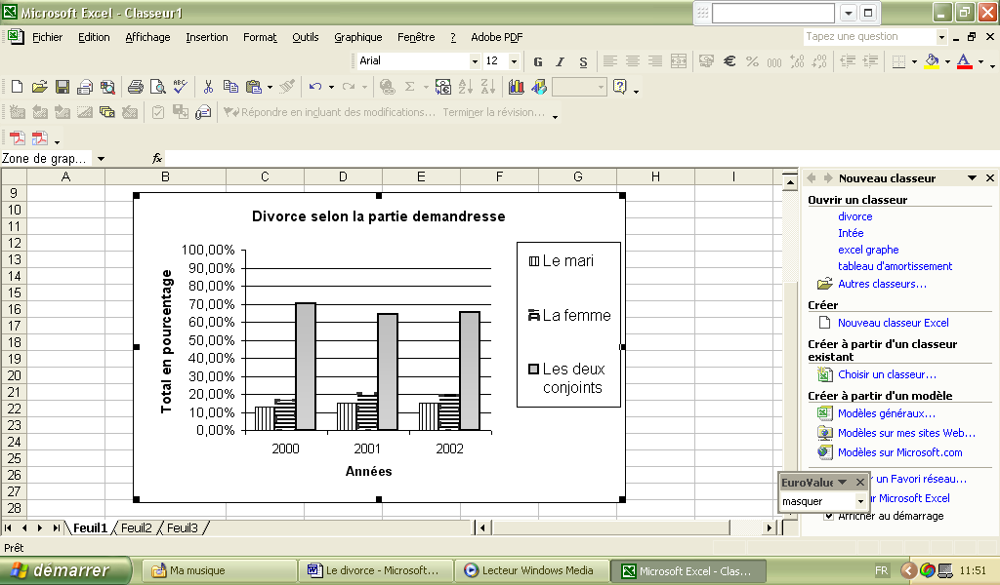 Microsoft Excel - Classeur1
Fichier Edition Affichage Insertion Format Outils Graphique Fenêtre ? Adobe PDF
Tapez une question
Arial 12 G I S € % 000
Répondre en incluant des modifications... Terminer la révision...
Zone de grap... fx
A B C D E F G H I
9
10
11
12
13
14
15
16
17
18
19
20
21
22
23
24
25
26
27
28
Divorce selon la partie demandresse
Total en pourcentage
100,00%
90,00%
80,00%
70,00%
60,00%
50,00%
40,00%
30,00%
20,00%
10,00%
0,00%
2000 2001 2002
Années
Le mari
La femme
Les deux
conjoints
Nouveau classeur
Ouvrir un classeur
divorce
Intée
excel graphe
tableau d'amortissement
Autres classeurs...
Créer
Nouveau classeur Excel
Créer à partir d'un classeur
existant
Choisir un classeur...
Créer à partir d'un modèle
Modèles généraux...
Modèles sur mes sites Web...
Modèles sur Microsoft.com
un Favori réseau...
Microsoft Excel
Afficher au démarrage
EuroValue
masquer
Feuil1 Feuil2 Feuil3
Prêt
démarrer Ma musique Le divorce - Microsoft... Lecteur Windows Media Microsoft Excel - Clas... FR 11:51